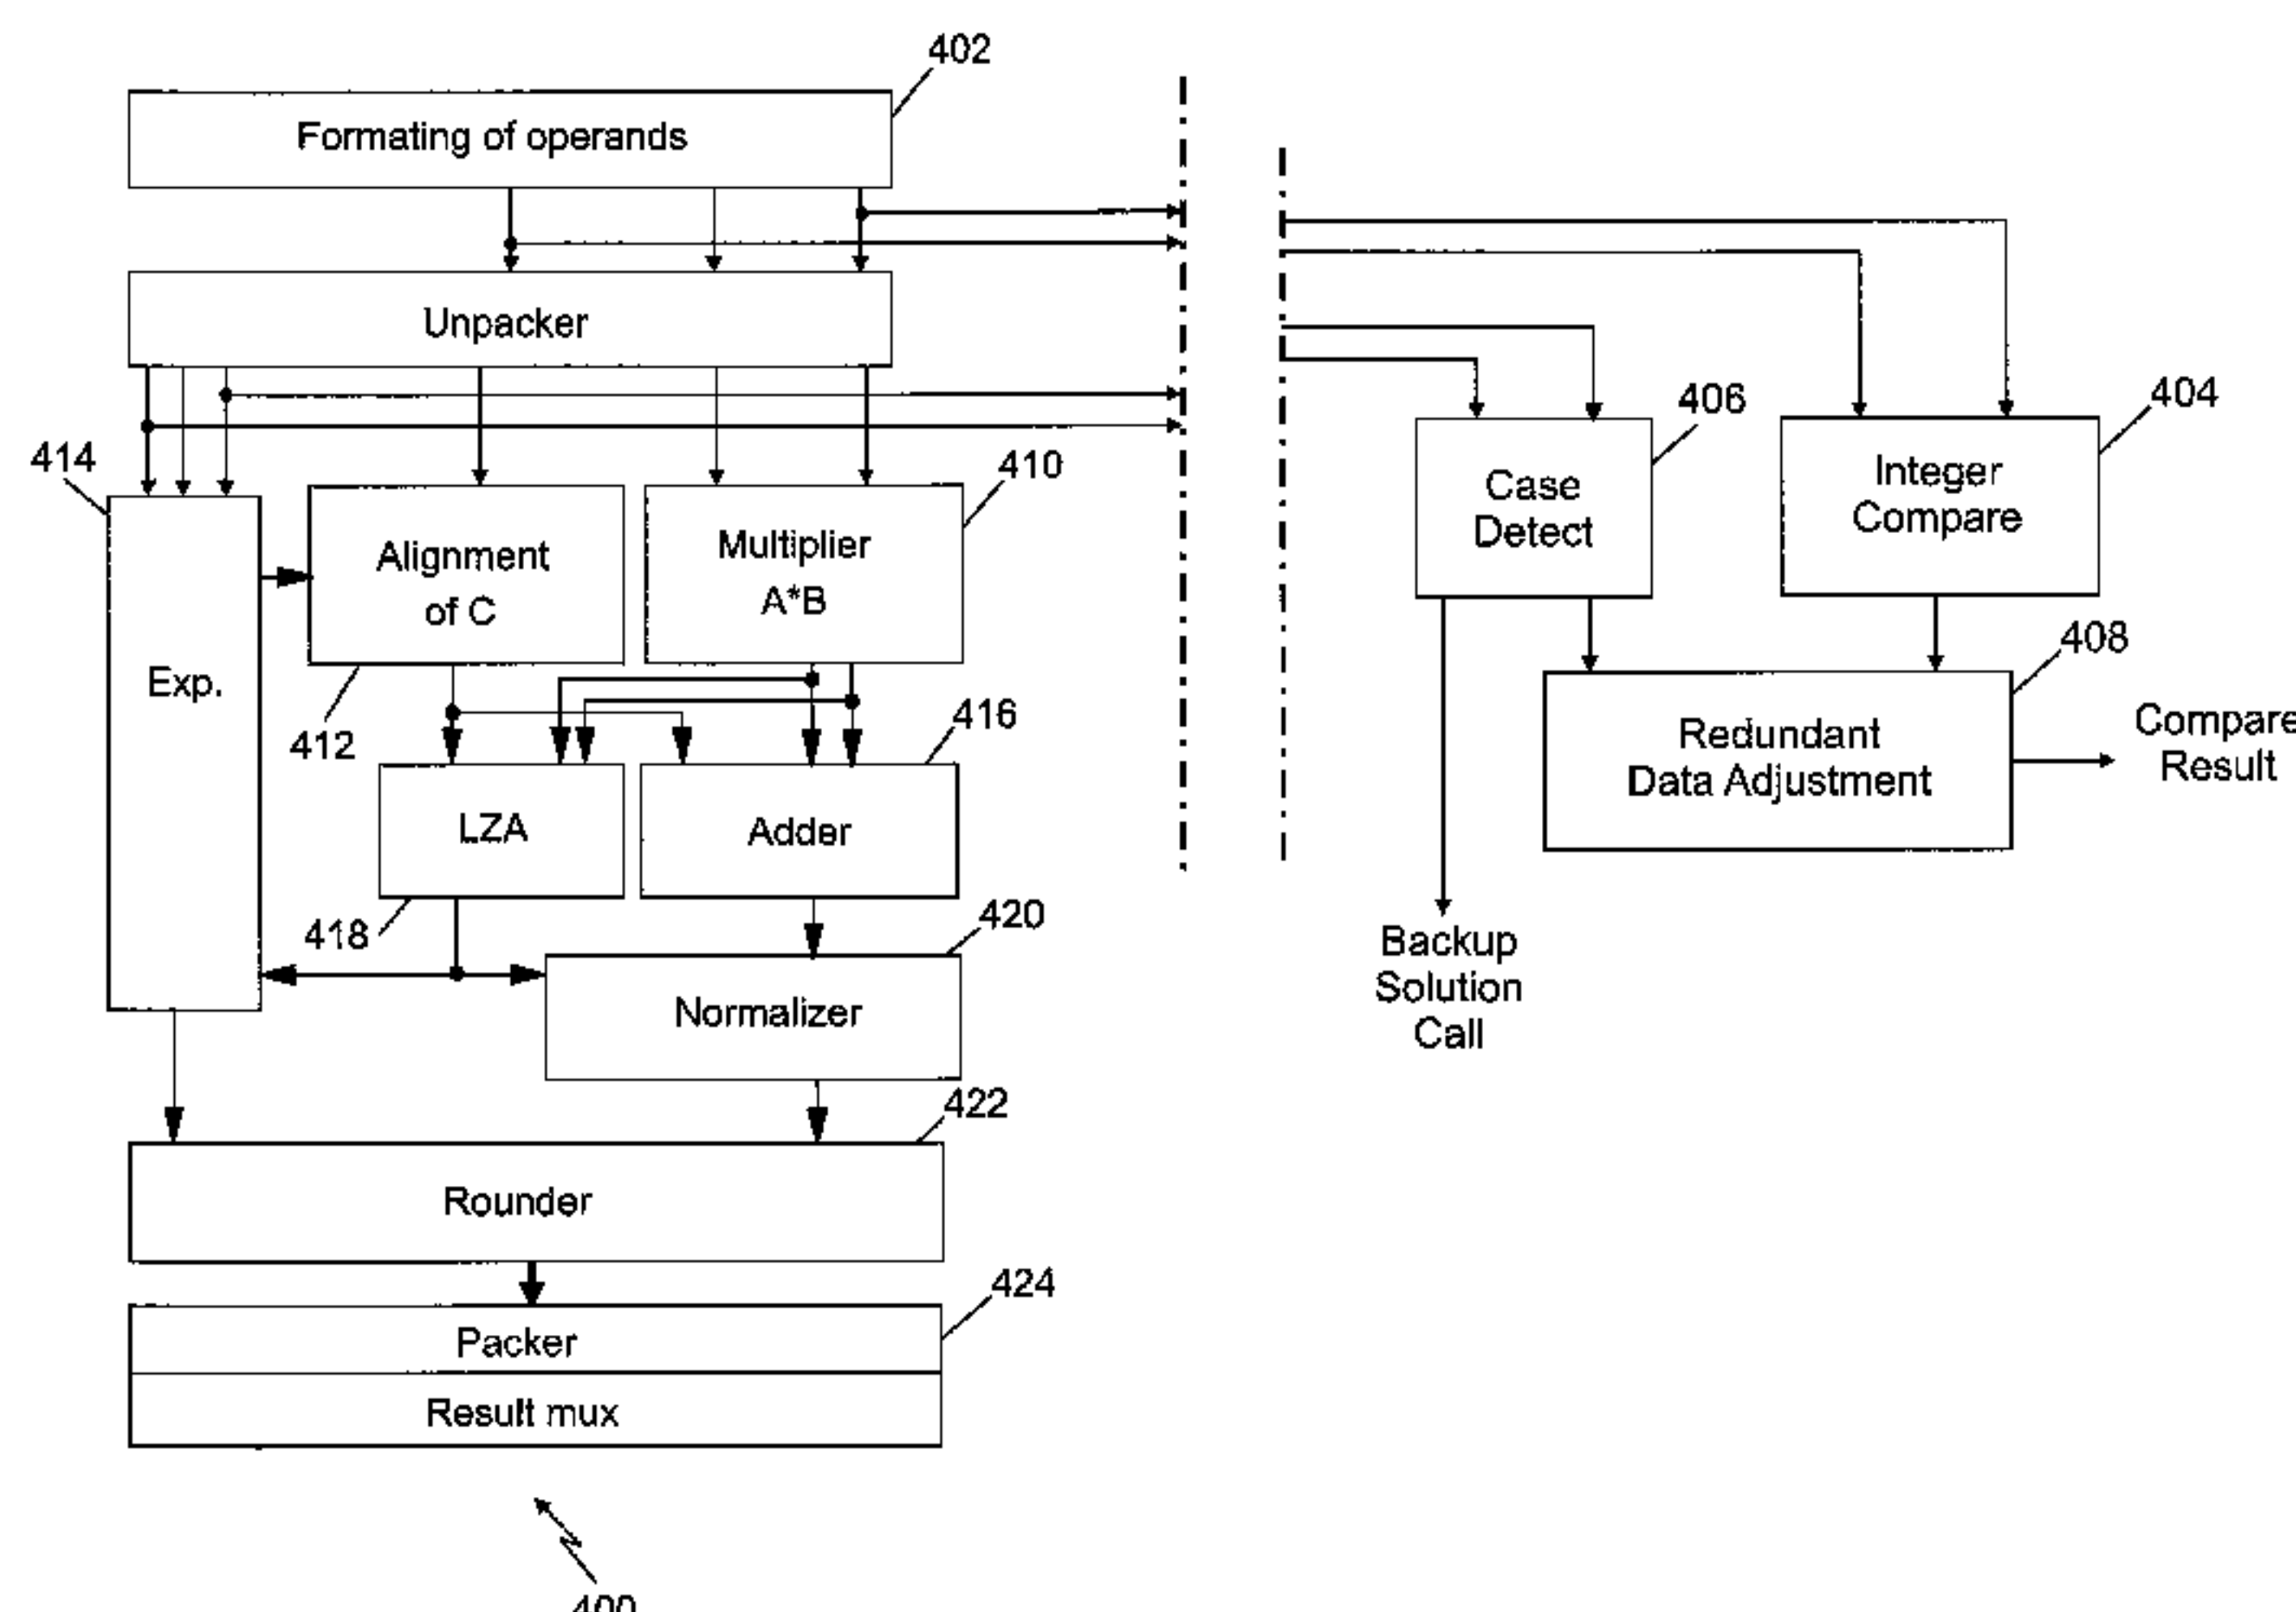 402
Formating of operands
Unpacker
414
410
406
404
Alignment
of C
Multiplier
A*B
Case
Detect
Integer
Compare
Exp.
412
416
408
Redundant
Data Adjustment
Compare
Result
LZA
Adder
418
420
Backup
Solution
Call
Normalizer
422
Rounder
424
Packer
Result mux
400